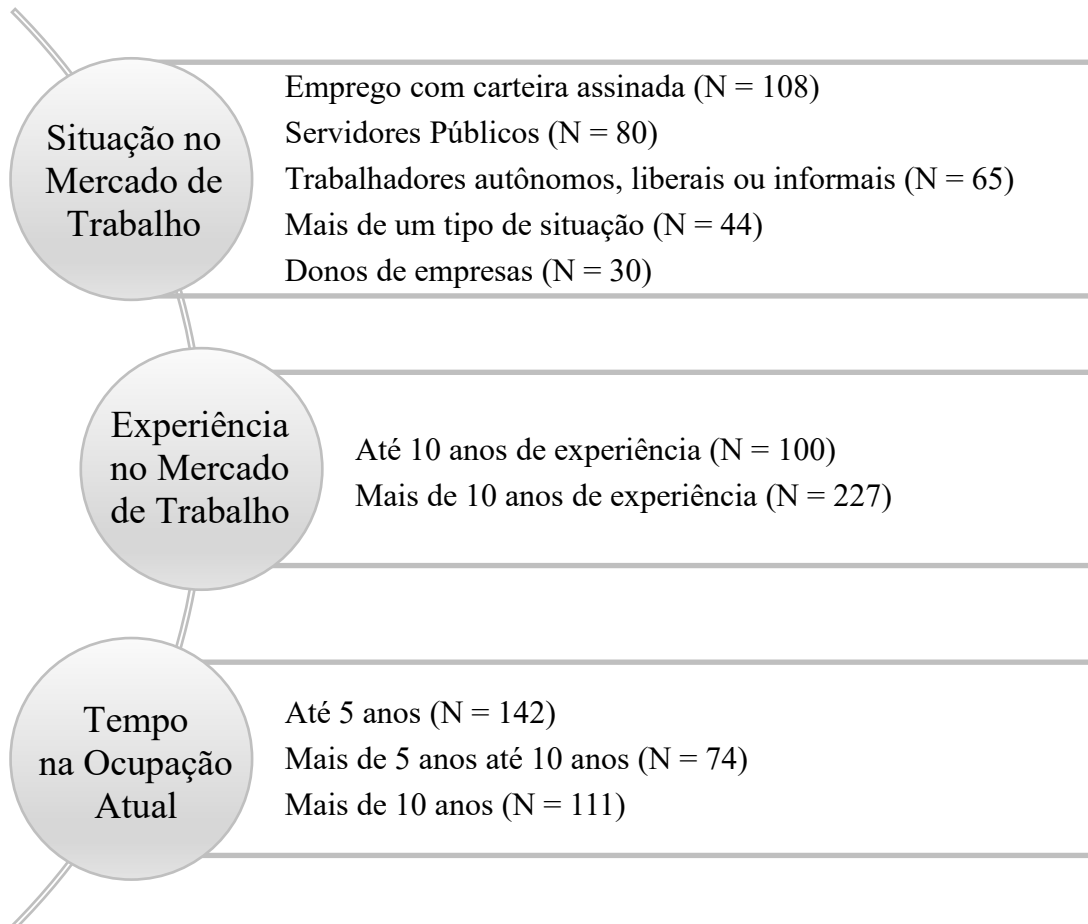 Situação no
Mercado de
Trabalho
Emprego com carteira assinada (N = 108)
Servidores Públicos (N = 80)
Trabalhadores autônomos, liberais ou informais (N = 65)
Mais de um tipo de situação (N = 44)
Donos de empresas (N = 30)
Experiência
no Mercado
de Trabalho
Até 10 anos de experiência (N = 100)
Mais de 10 anos de experiência (N = 227)
Tempo
na Ocupação
Atual
Até 5 anos (N = 142)
Mais de 5 anos até 10 anos (N = 74)
Mais de 10 anos (N = 111)